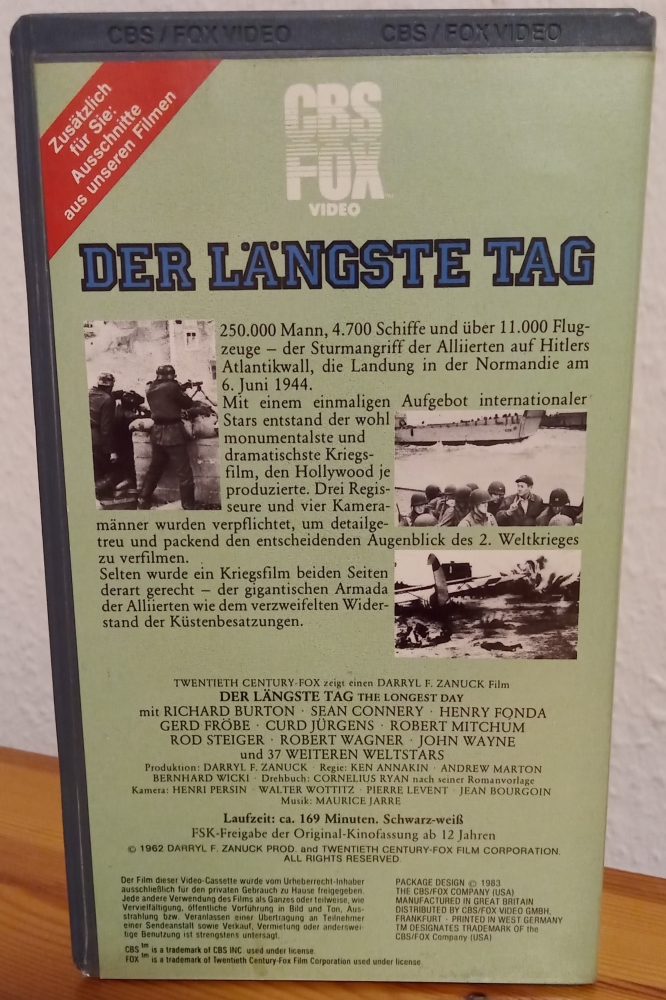 CBS / FOX VIDEO CBS / FOX VIDEO
Zusätzlich
für Sie:
Ausschnitte
aus unseren Filmen
CBS
FOX
VIDEO
DER LÄNGSTE TAG
250.000 Mann, 4.700 Schiffe und über 11.000 Flug-
zeuge – der Sturmangriff der Alliierten auf Hitlers
Atlantikwall, die Landung in der Normandie am
6. Juni 1944.
Mit einem einmaligen Aufgebot internationaler
Stars entstand der wohl
monumentalste und
dramatischste Kriegs-
film, den Hollywood je
produzierte. Drei Regis-
seure und vier Kamera-
männer wurden verpflichtet, um detailge-
treu und packend den entscheidenden Augenblick des 2. Weltkrieges
zu verfilmen.
Selten wurde ein Kriegsfilm beiden Seiten
derart gerecht – der gigantischen Armada
der Alliierten wie dem verzweifelten Wider-
stand der Küstenbesatzungen.
TWENTIETH CENTURY-FOX zeigt einen DARRYL F. ZANUCK Film
DER LÄNGSTE TAG THE LONGEST DAY
mit RICHARD BURTON · SEAN CONNERY · HENRY FONDA
GERD FRÖBE · CURD JÜRGENS · ROBERT MITCHUM
ROD STEIGER · ROBERT WAGNER · JOHN WAYNE
und 37 WEITEREN WELTSTARS
Produktion: DARRYL F. ZANUCK · Regie: KEN ANNAKIN · ANDREW MARTON
BERNHARD WICKI · Drehbuch: CORNELIUS RYAN nach seiner Romanvorlage
Kamera: HENRI PERSIN · WALTER WOTTITZ · PIERRE LEVENT · JEAN BOURGOIN
Musik: MAURICE JARRE
Laufzeit: ca. 169 Minuten. Schwarz-weiß
FSK-Freigabe der Original-Kinofassung ab 12 Jahren
© 1962 DARRYL F. ZANUCK PROD. and TWENTIETH CENTURY-FOX FILM CORPORATION.
ALL RIGHTS RESERVED.
Der Film dieser Video-Cassette wurde vom Urheberrecht-Inhaber
ausschließlich für den privaten Gebrauch zu Hause freigegeben.
Jede andere Verwendung des Films als Ganzes oder teilweise, wie
Vervielfältigung, öffentliche Vorführung in Bild und Ton, Aus-
strahlung bzw. Veranlassen einer Übertragung an Teilnehmer
einer Sendeanstalt sowie Verkauf, Vermietung oder anderswei-
tige Benutzung ist strengstens untersagt.
CBS tm is a trademark of CBS INC. used under license
FOX tm is a trademark of Twentieth Century-Fox Film Corporation used under license
PACKAGE DESIGN © 1983
THE CBS/FOX COMPANY (USA)
MANUFACTURED IN GREAT BRITAIN
DISTRIBUTED BY CBS/FOX VIDEO GMBH,
FRANKFURT · PRINTED IN WEST GERMANY
TM DESIGNATES TRADEMARK OF THE
CBS/FOX Company (USA)